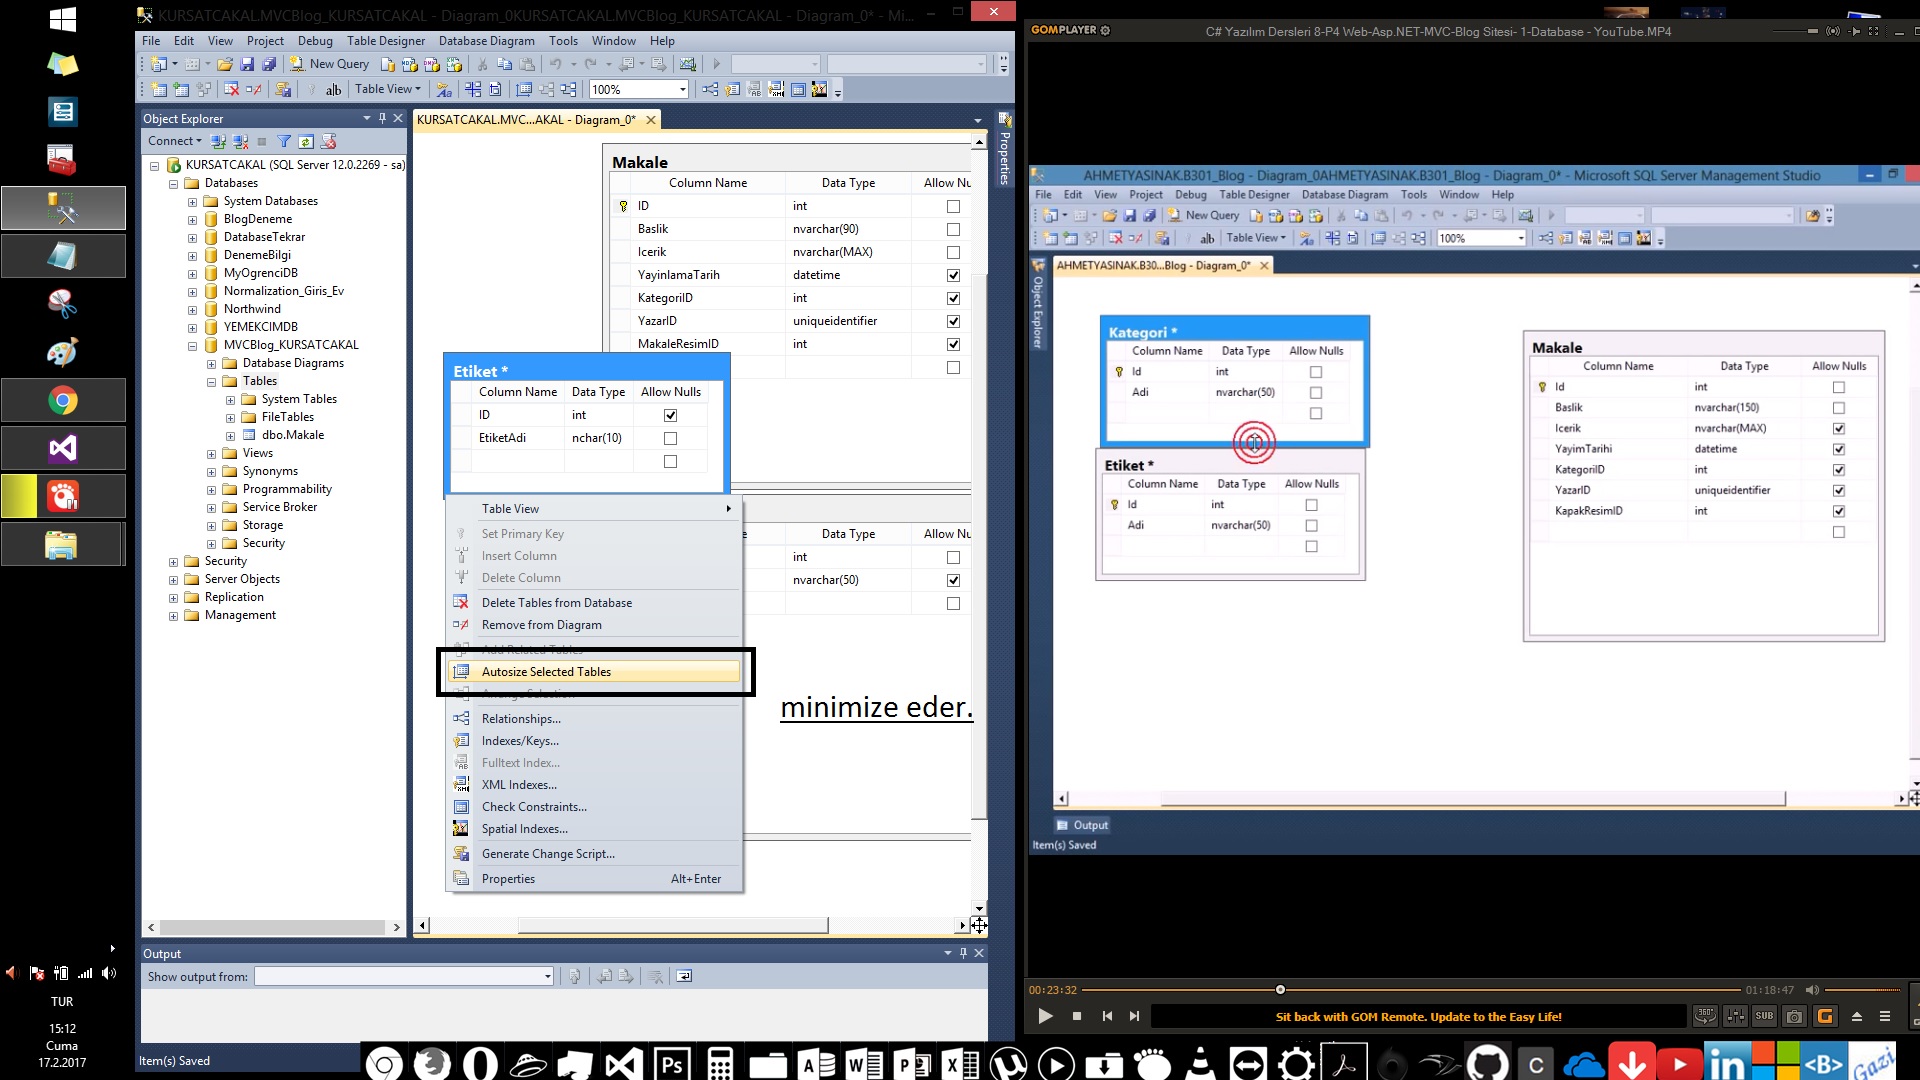 KURSATCAKAL.MVCBlog_KURSATCAKAL - Diagram_0KURSATCAKAL.MVCBlog_KURSATCAKAL - Diagram_0* - Mi...
File Edit View Project Debug Table Designer Database Diagram Tools Window Help
New Query
Table View 100%
Object Explorer
Connect
KURSATCAKAL (SQL Server 12.0.2269 - sa)
Databases
System Databases
BlogDeneme
DatabaseTekrar
DenemeBilgi
MyOgrenciDB
Normalization_Giris_Ev
Northwind
YEMEKCIMDB
MVCBlog_KURSATCAKAL
Database Diagrams
Tables
System Tables
FileTables
dbo.Makale
Views
Synonyms
Programmability
Service Broker
Storage
Security
Security
Server Objects
Replication
Management
KURSATCAKAL.MVC...AKAL - Diagram_0*
Properties
Makale
Column Name Data Type Allow Nu
ID int
Baslik nvarchar(90)
Icerik nvarchar(MAX)
YayinlamaTarih datetime
KategoriID int
YazarID uniqueidentifier
MakaleResimID int
Etiket *
Column Name Data Type Allow Nulls
ID int
EtiketAdi nchar(10)
Data Type Allow Nu
int
nvarchar(50)
Table View
Set Primary Key
Insert Column
Delete Column
Delete Tables from Database
Remove from Diagram
Add Related Tables
Autosize Selected Tables
Arrange Selection
Relationships...
Indexes/Keys...
Fulltext Index...
XML Indexes...
Check Constraints...
Spatial Indexes...
Generate Change Script...
Properties Alt+Enter
minimize eder.
Output
Show output from:
Item(s) Saved
TUR
15:12
Cuma
17.2.2017
GOMPLAYER
C# Yazılım Dersleri 8-P4 Web-Asp.NET-MVC-Blog Sitesi- 1-Database - YouTube.MP4
AHMETYASINAK.B301_Blog - Diagram_0AHMETYASINAK.B301_Blog - Diagram_0* - Microsoft SQL Server Management Studio
File Edit View Project Debug Table Designer Database Diagram Tools Window Help
New Query
Table View 100%
AHMETYASINAK.B30...Blog - Diagram_0*
Object Explorer
Kategori *
Column Name Data Type Allow Nulls
Id int
Adi nvarchar(50)
Etiket *
Column Name Data Type Allow Nulls
Id int
Adi nvarchar(50)
Makale
Column Name Data Type Allow Nulls
Id int
Baslik nvarchar(150)
Icerik nvarchar(MAX)
YayimTarihi datetime
KategoriID int
YazarID uniqueidentifier
KapakResimID int
Output
Item(s) Saved
00:23:32 01:18:47
Sit back with GOM Remote. Update to the Easy Life!
360° SUB
Ps
in
<B>
Gazi